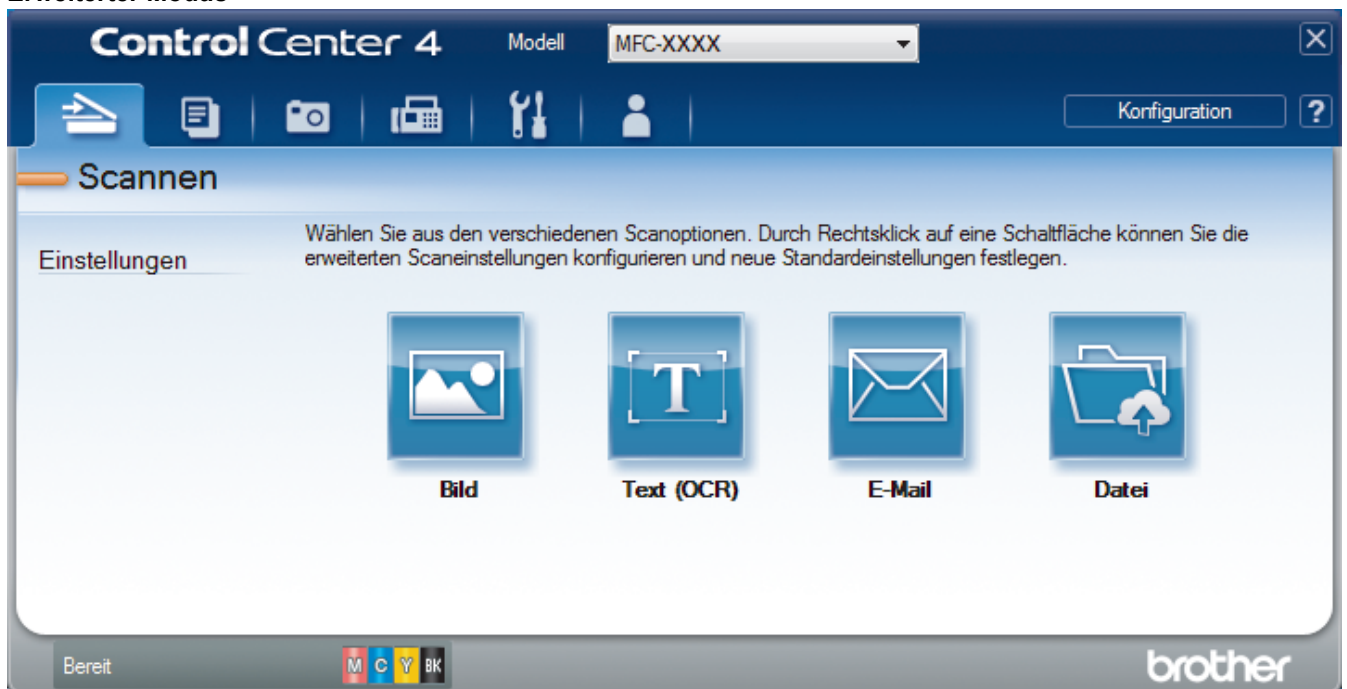 Erweiterter Modus
Control Center 4 Modell MFC-XXXX
Konfiguration ?
Scannen
Einstellungen
Wählen Sie aus den verschiedenen Scanoptionen. Durch Rechtsklick auf eine Schaltfläche können Sie die
erweiterten Scaneinstellungen konfigurieren und neue Standardeinstellungen festlegen.
T
Bild Text (OCR) E-Mail Datei
Bereit M C Y BK brother